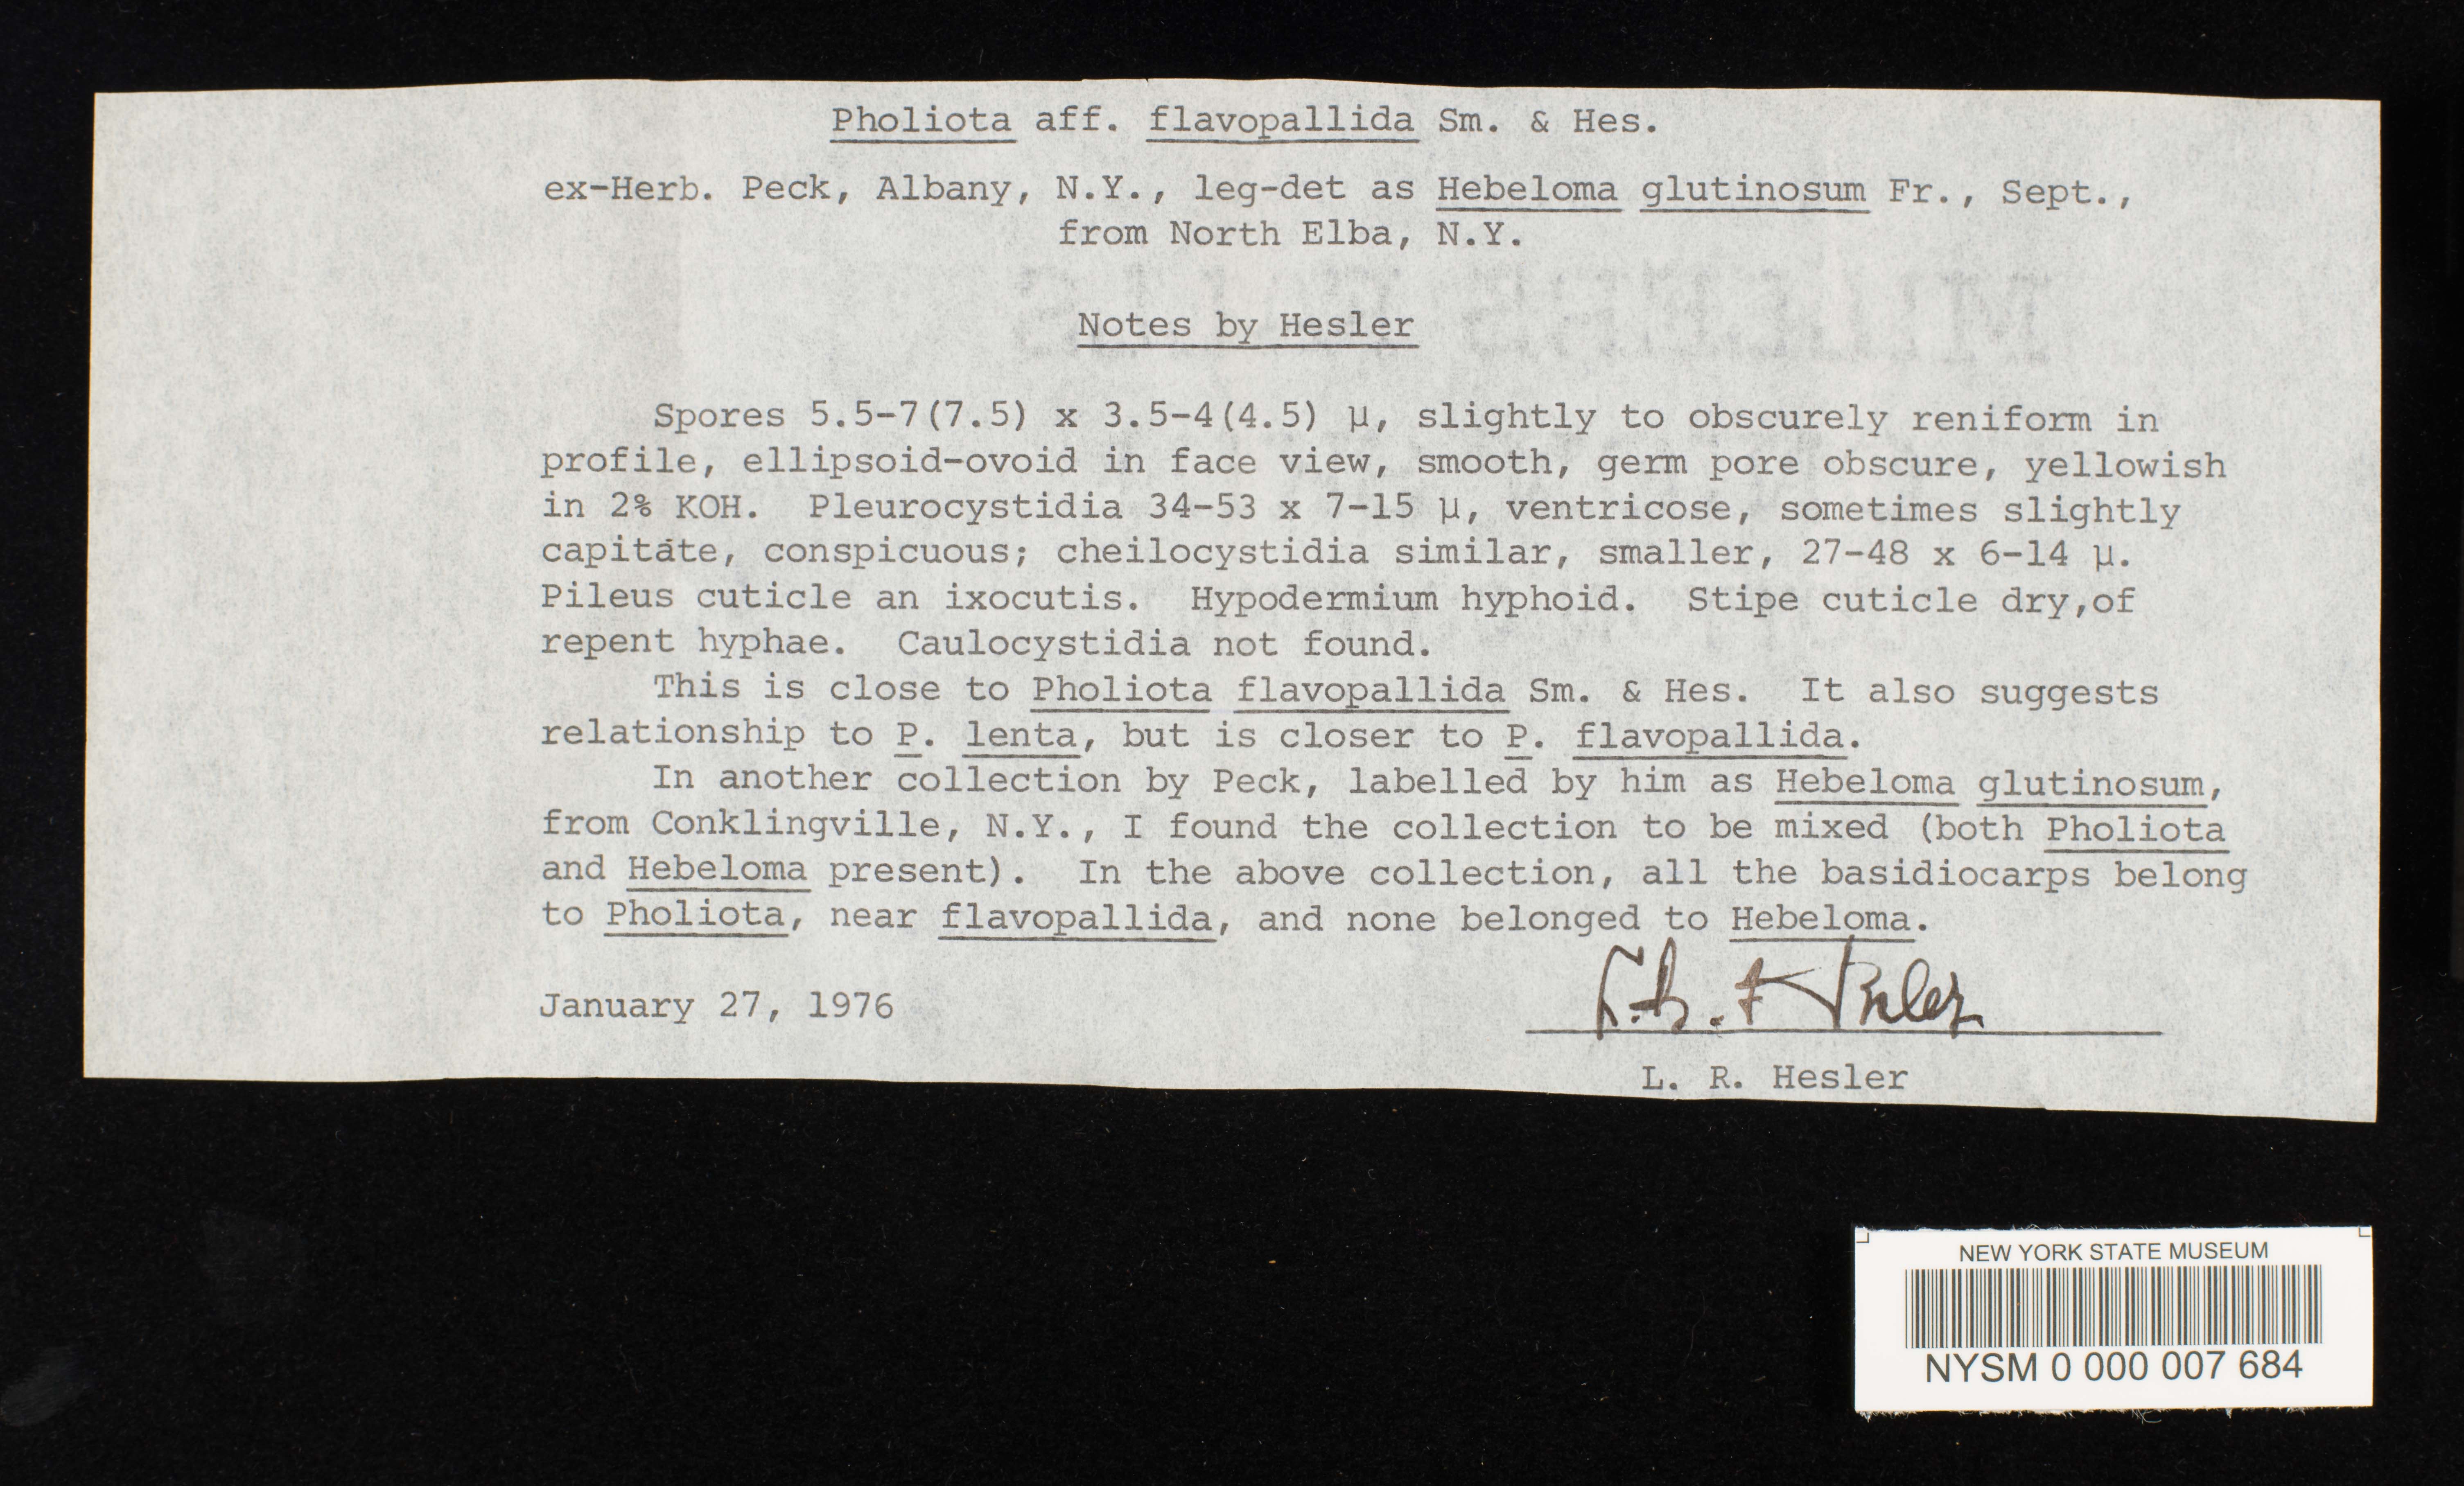 Pholiota aff. flavopallida Sm. & Hes.
ex-Herb. Peck, Albany, N.Y., leg-det as Hebeloma glutinosum Fr., Sept.,
from North Elba, N.Y.
Notes by Hesler
Spores 5.5-7(7.5) x 3.5-4(4.5) µ, slightly to obscurely reniform in
profile, ellipsoid-ovoid in face view, smooth, germ pore obscure, yellowish
in 2% KOH. Pleurocystidia 34-53 x 7-15 µ, ventricose, sometimes slightly
capitate, conspicuous; cheilocystidia similar, smaller, 27-48 x 6-14 µ.
Pileus cuticle an ixocutis. Hypodermium hyphoid. Stipe cuticle dry,of
repent hyphae. Caulocystidia not found.
This is close to Pholiota flavopallida Sm. & Hes. It also suggests
relationship to P. lenta, but is closer to P. flavopallida.
In another collection by Peck, labelled by him as Hebeloma glutinosum,
from Conklingville, N.Y., I found the collection to be mixed (both Pholiota
and Hebeloma present). In the above collection, all the basidiocarps belong
to Pholiota, near flavopallida, and none belonged to Hebeloma.
January 27, 1976
L. R. Hesler
NEW YORK STATE MUSEUM
NYSM 0 000 007 684